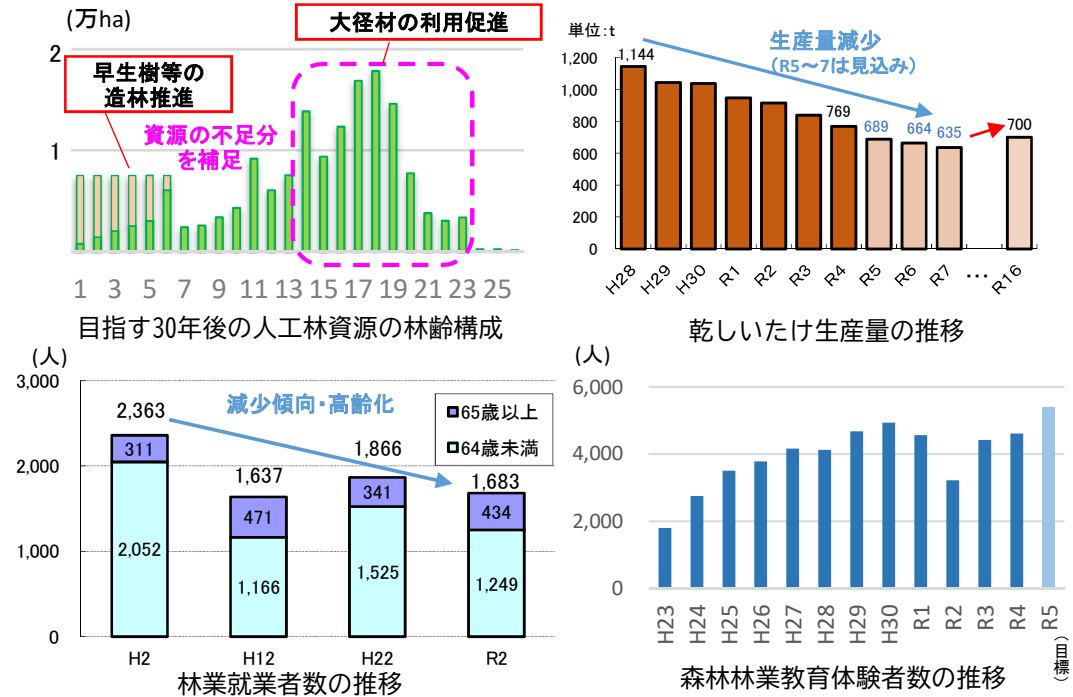 (万ha)
大径材の利用促進
早生樹等の
造林推進
資源の不足分
を補足
2
1
1 3 5 7 9 11 13 15 17 19 21 23 25
目指す30年後の人工林資源の林齢構成
単位:t
生産量減少
(R5~7は見込み)
1,200
1,000
800
600
400
200
0
1,144
769
689
664
635
700
H28 H29 H30 R1 R2 R3 R4 R5 R6 R7 … R16
乾しいたけ生産量の推移
(人)
3,000
2,000
1,000
0
減少傾向・高齢化
65歳以上
64歳未満
2,363
311
2,052
1,637
471
1,166
1,866
341
1,525
1,683
434
1,249
H2 H12 H22 R2
林業就業者数の推移
(人)
6,000
4,000
2,000
0
H23 H24 H25 H26 H27 H28 H29 H30 R1 R2 R3 R4 R5
(目標)
森林林業教育体験者数の推移